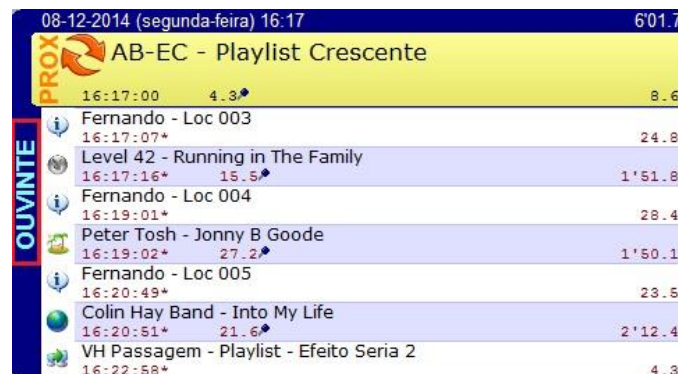 08-12-2014 (segunda-feira) 16:17 6'01.7
PROX
AB-EC - Playlist Crescente
16:17:00 4.3 8.6
OUVINTE
Fernando - Loc 003
16:17:07* 24.8
Level 42 - Running in The Family
16:17:16* 15.5 1'51.8
Fernando - Loc 004
16:19:01* 28.4
Peter Tosh - Jonny B Goode
16:19:02* 27.2 1'50.1
Fernando - Loc 005
16:20:49* 23.5
Colin Hay Band - Into My Life
16:20:51* 21.6 2'12.4
VH Passagem - Playlist - Efeito Seria 2
16:22:58* 4.3